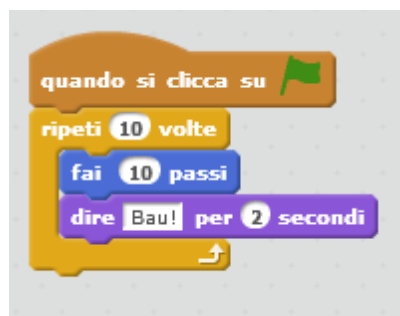 quando si clicca su
ripeti 10 volte
fai 10 passi
dire Bau! per 2 secondi